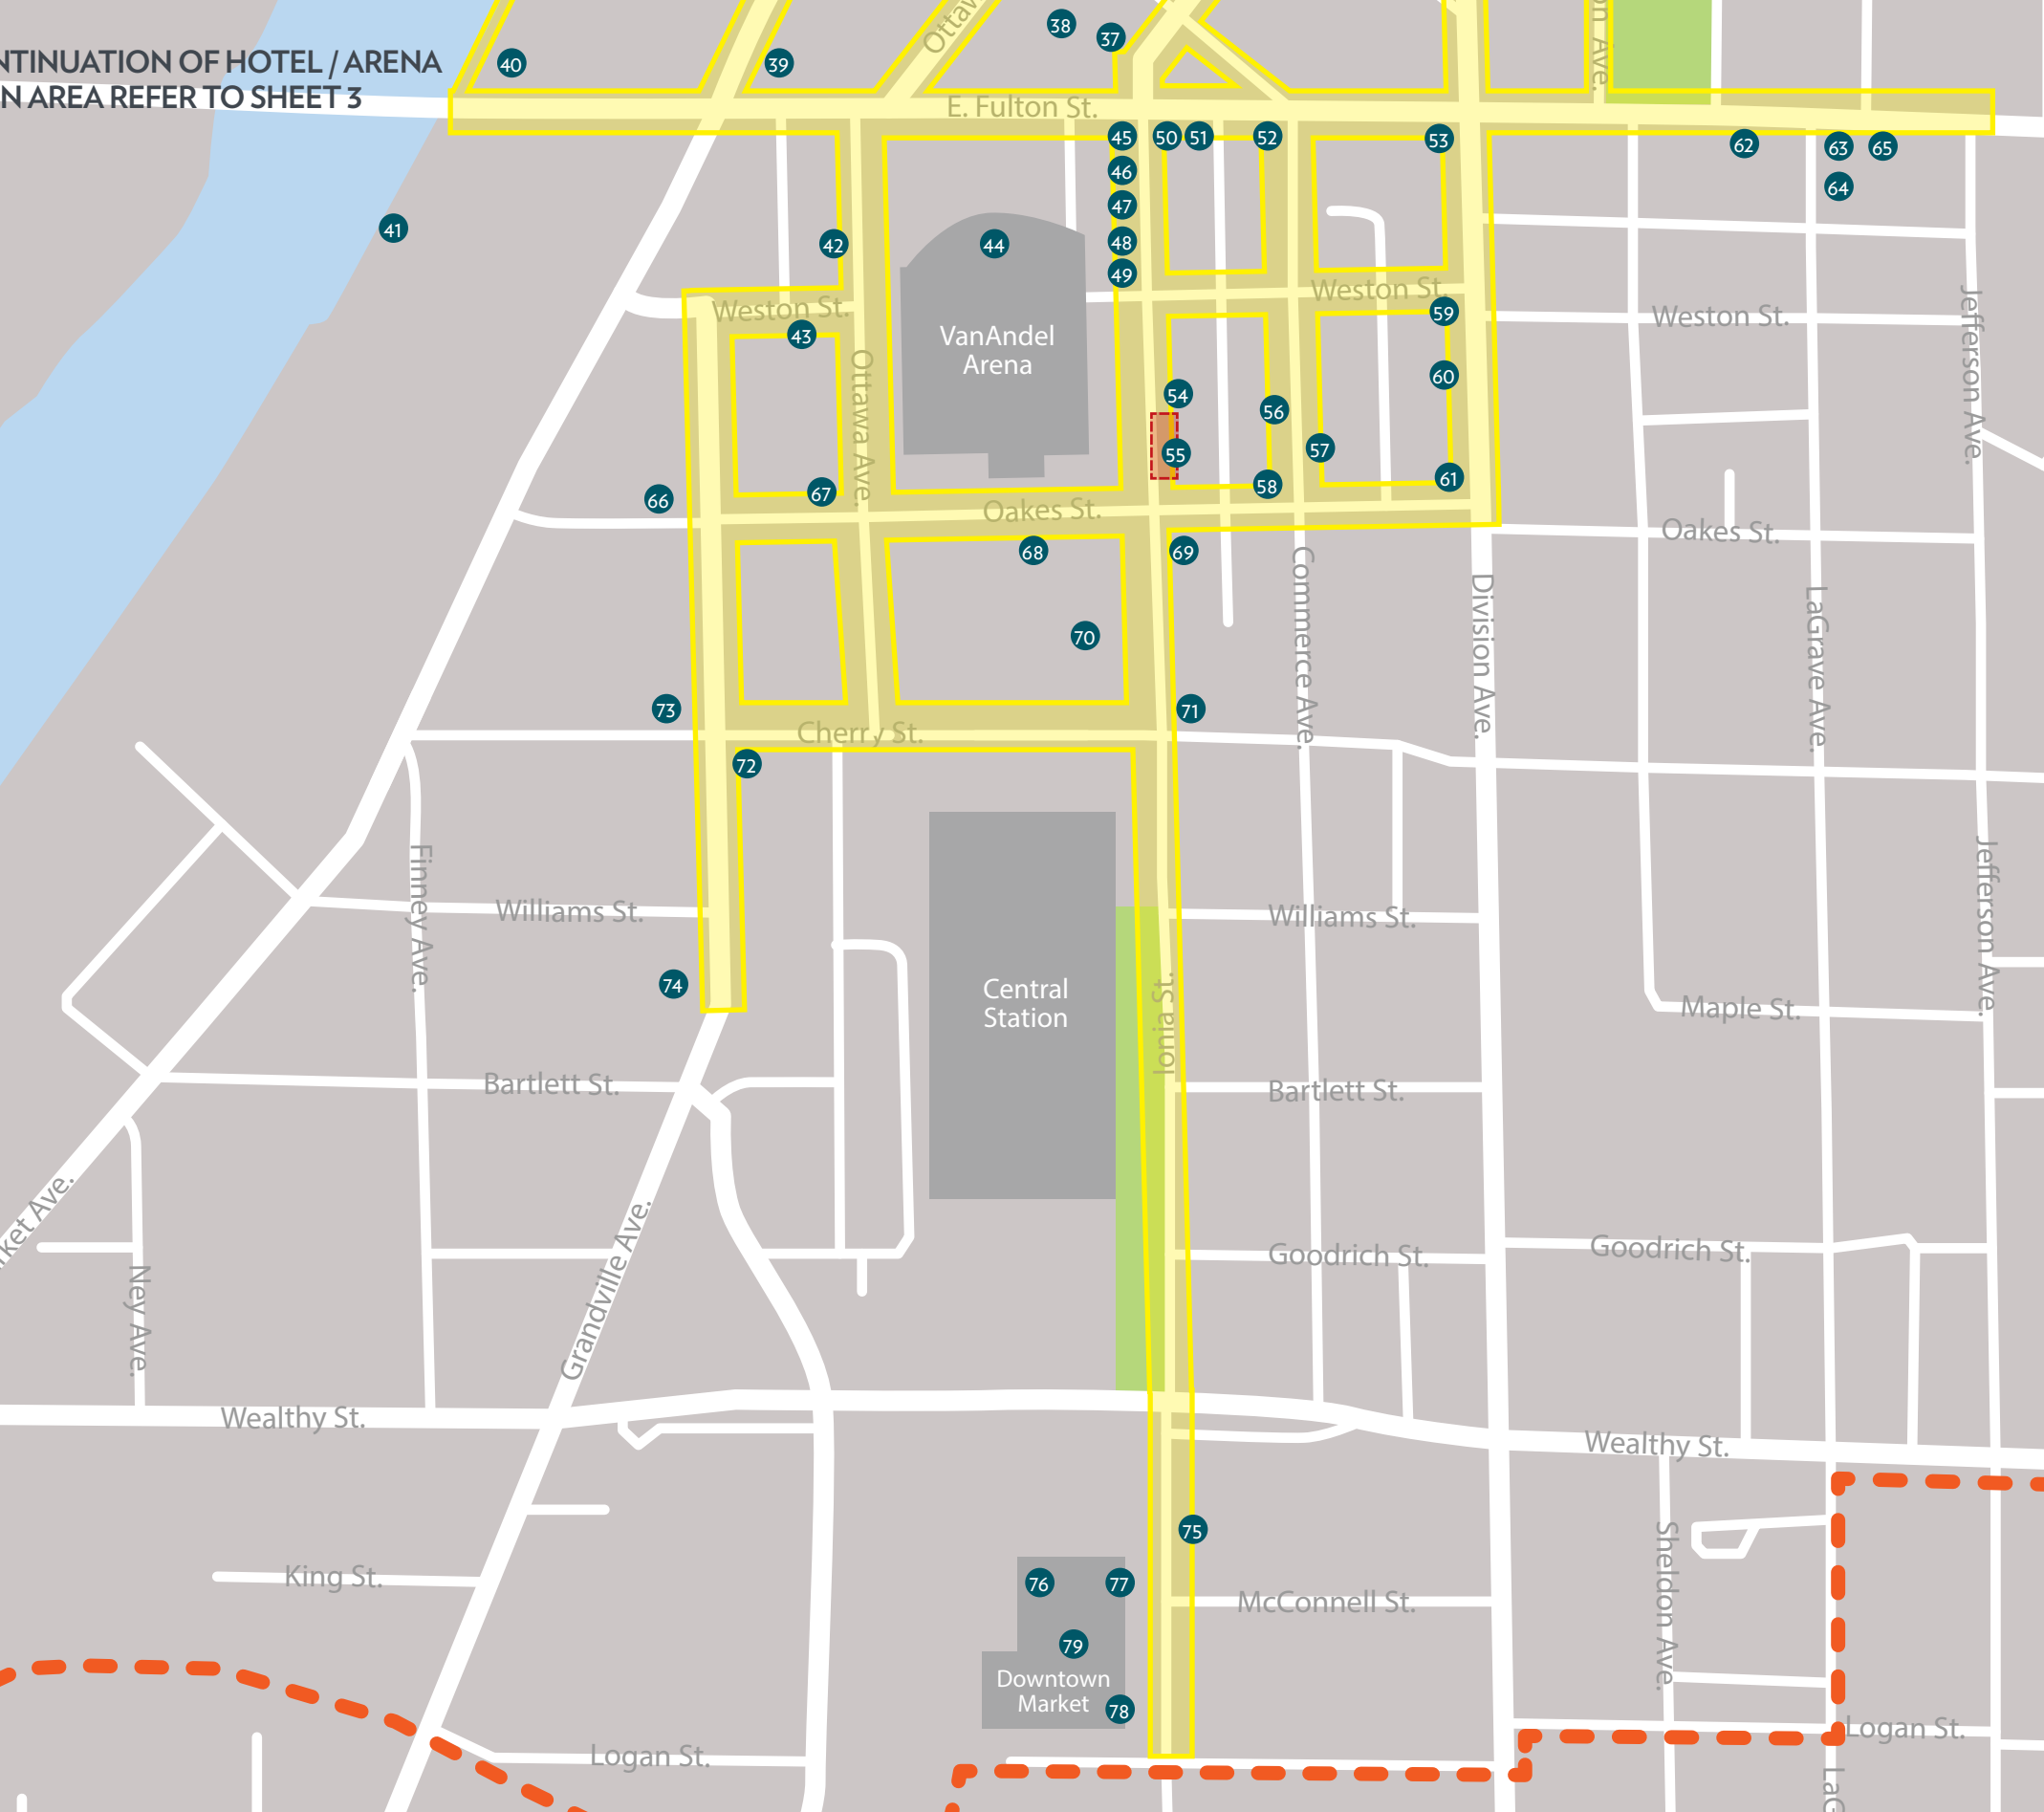 38
37
Ottaw
on Ave.
NTINUATION OF HOTEL / ARENA
N AREA REFER TO SHEET 3
40
39
E. Fulton St.
45
50
51
52
53
62
63
65
46
64
47
41
42
44
48
49
Weston St.
Weston St.
59
Weston St.
Jefferson Ave.
43
VanAndel
Arena
Ottawa Ave.
60
54
56
57
55
61
58
66
67
Oakes St.
Oakes St.
68
69
Commerce Ave.
Division Ave.
LaGrave Ave.
70
73
71
Cherry St.
72
Finney Ave.
Jefferson Ave.
Williams St.
Williams St.
74
Central
Station
Ionia St.
Maple St.
Bartlett St.
Bartlett St.
ket Ave.
Grandville Ave.
Goodrich St.
Goodrich St.
Ney Ave.
Wealthy St.
Wealthy St.
75
Sheldon Ave.
King St.
76
77
McConnell St.
79
Downtown
Market
78
Logan St.
Logan St.
LaG